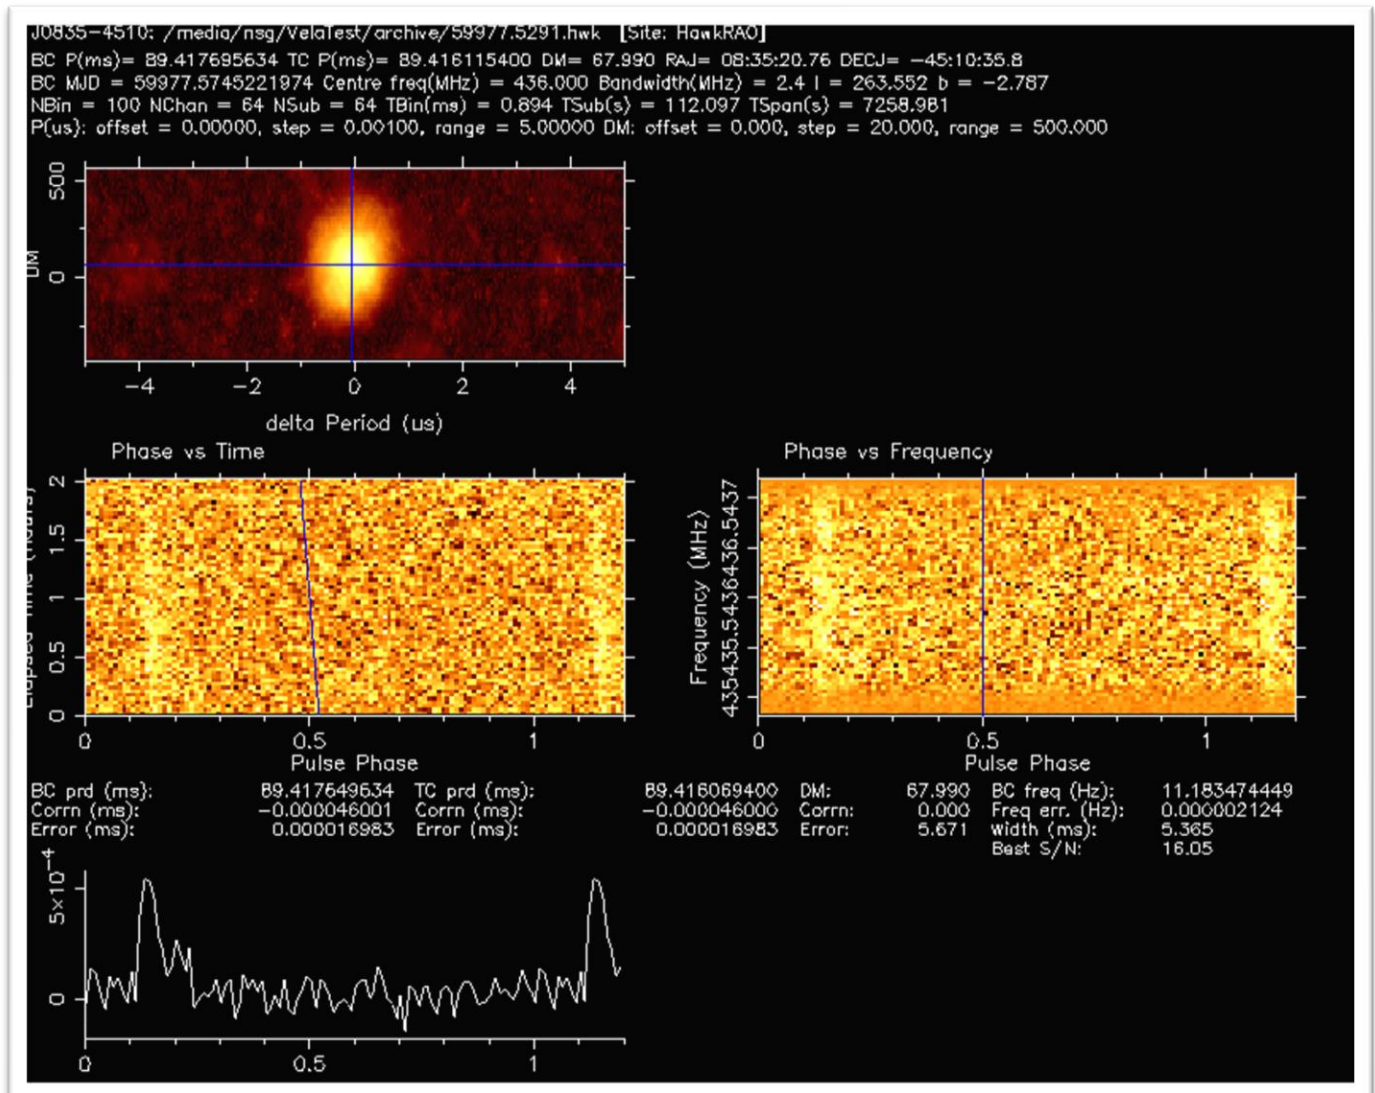 J0835-4510: /media/nsg/VelaTest/archive/59977.5291.hwk [Site: HawkRAO]
BC P(ms)= 89.417695634 TC P(ms)= 89.416115400 DM= 67.990 RAJ= 08:35:20.76 DECJ= -45:10:35.8
BC MJD = 59977.5745221974 Centre freq(MHz) = 436.000 Bandwidth(MHz) = 2.4 l = 263.552 b = -2.787
NBin = 100 NChan = 64 NSub = 64 TBin(ms) = 0.894 TSub(s) = 112.097 TSpan(s) = 7258.981
P(us): offset = 0.00000, step = 0.00100, range = 5.00000 DM: offset = 0.000, step = 20.000, range = 500.000
500
DM
0
-4 -2 0 2 4
delta Period (us)
Phase vs Time
2
1.5
1
0.5
0
Elapsed Time (hours)
0 0.5 1
Pulse Phase
Phase vs Frequency
Frequency (MHz)
435435.5436436.5437
0 0.5 1
Pulse Phase
BC prd (ms): 89.417649634 TC prd (ms): 89.416069400 DM: 67.990 BC freq (Hz): 11.183474449
Corrn (ms): -0.000046001 Corrn (ms): -0.000046000 Corrn: 0.000 Freq err. (Hz): 0.000002124
Error (ms): 0.000016983 Error (ms): 0.000016983 Error: 5.671 Width (ms): 5.365
Best S/N: 16.05
5×10⁻⁴
0
0 0.5 1